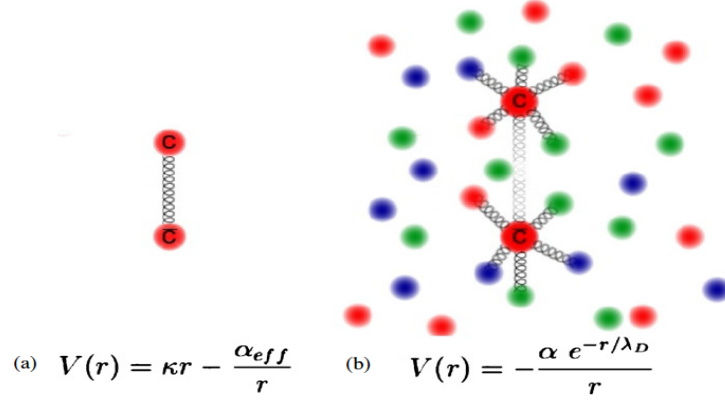 C
C̅
C
C̅
(a) V(r) = κr − α_eff / r
(b) V(r) = − α e^{−r/λ_D} / r